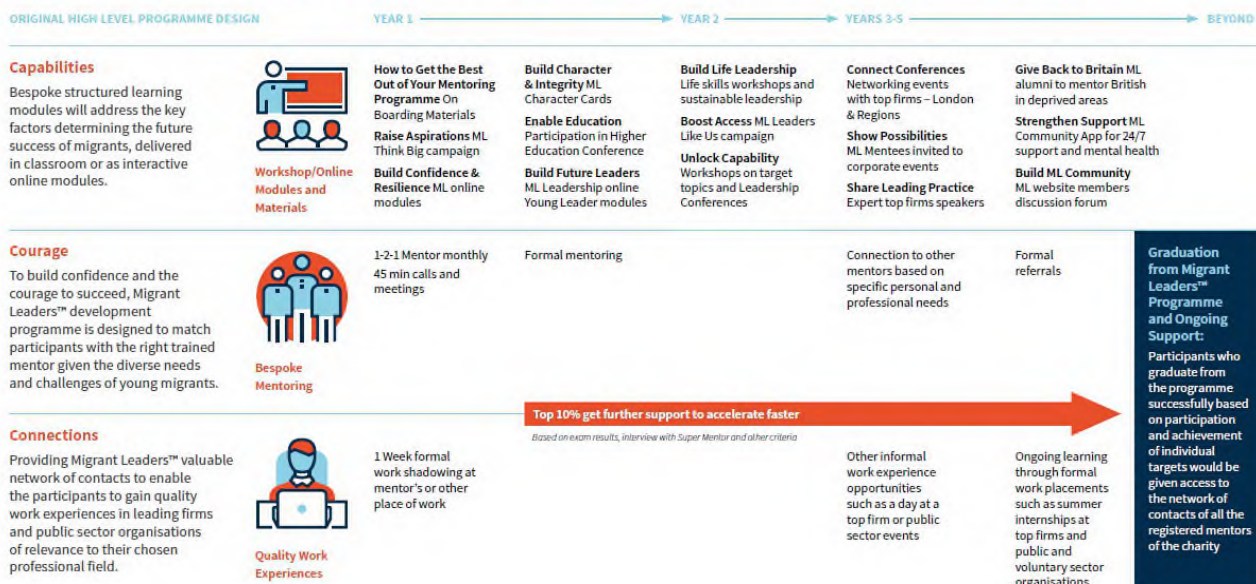 ORIGINAL HIGH LEVEL PROGRAMME DESIGN
YEAR 1
YEAR 2
YEARS 3-5
BEYOND
Capabilities
Bespoke structured learning
modules will address the key
factors determining the future
success of migrants, delivered
in classroom or as interactive
online modules.
Workshop/Online
Modules and
Materials
How to Get the Best
Out of Your Mentoring
Programme On
Boarding Materials
Raise Aspirations ML
Think Big campaign
Build Confidence &
Resilience ML online
modules
Build Character
& Integrity ML
Character Cards
Enable Education
Participation in Higher
Education Conference
Build Future Leaders
ML Leadership online
Young Leader modules
Build Life Leadership
Life skills workshops and
sustainable leadership
Boost Access ML Leaders
Like Us campaign
Unlock Capability
Workshops on target
topics and Leadership
Conferences
Connect Conferences
Networking events
with top firms – London
& Regions
Show Possibilities
ML Mentees invited to
corporate events
Share Leading Practice
Expert top firms speakers
Give Back to Britain ML
alumni to mentor British
in deprived areas
Strengthen Support ML
Community App for 24/7
support and mental health
Build ML Community
ML website members
discussion forum
Courage
To build confidence and the
courage to succeed, Migrant
Leaders™ development
programme is designed to match
participants with the right trained
mentor given the diverse needs
and challenges of young migrants.
Bespoke
Mentoring
1-2-1 Mentor monthly
45 min calls and
meetings
Formal mentoring
Connection to other
mentors based on
specific personal and
professional needs
Formal
referrals
Top 10% get further support to accelerate faster
Based on exam results, interview with Super Mentor and other criteria
Connections
Providing Migrant Leaders™ valuable
network of contacts to enable
the participants to gain quality
work experiences in leading firms
and public sector organisations
of relevance to their chosen
professional field.
Quality Work
Experiences
1 Week formal
work shadowing at
mentor's or other
place of work
Other informal
work experience
opportunities
such as a day at a
top firm or public
sector events
Ongoing learning
through formal
work placements
such as summer
internships at
top firms and
public and
voluntary sector
organisations
Graduation
from Migrant
Leaders™
Programme
and Ongoing
Support:
Participants who
graduate from
the programme
successfully based
on participation
and achievement
of individual
targets would be
given access to
the network of
contacts of all the
registered mentors
of the charity